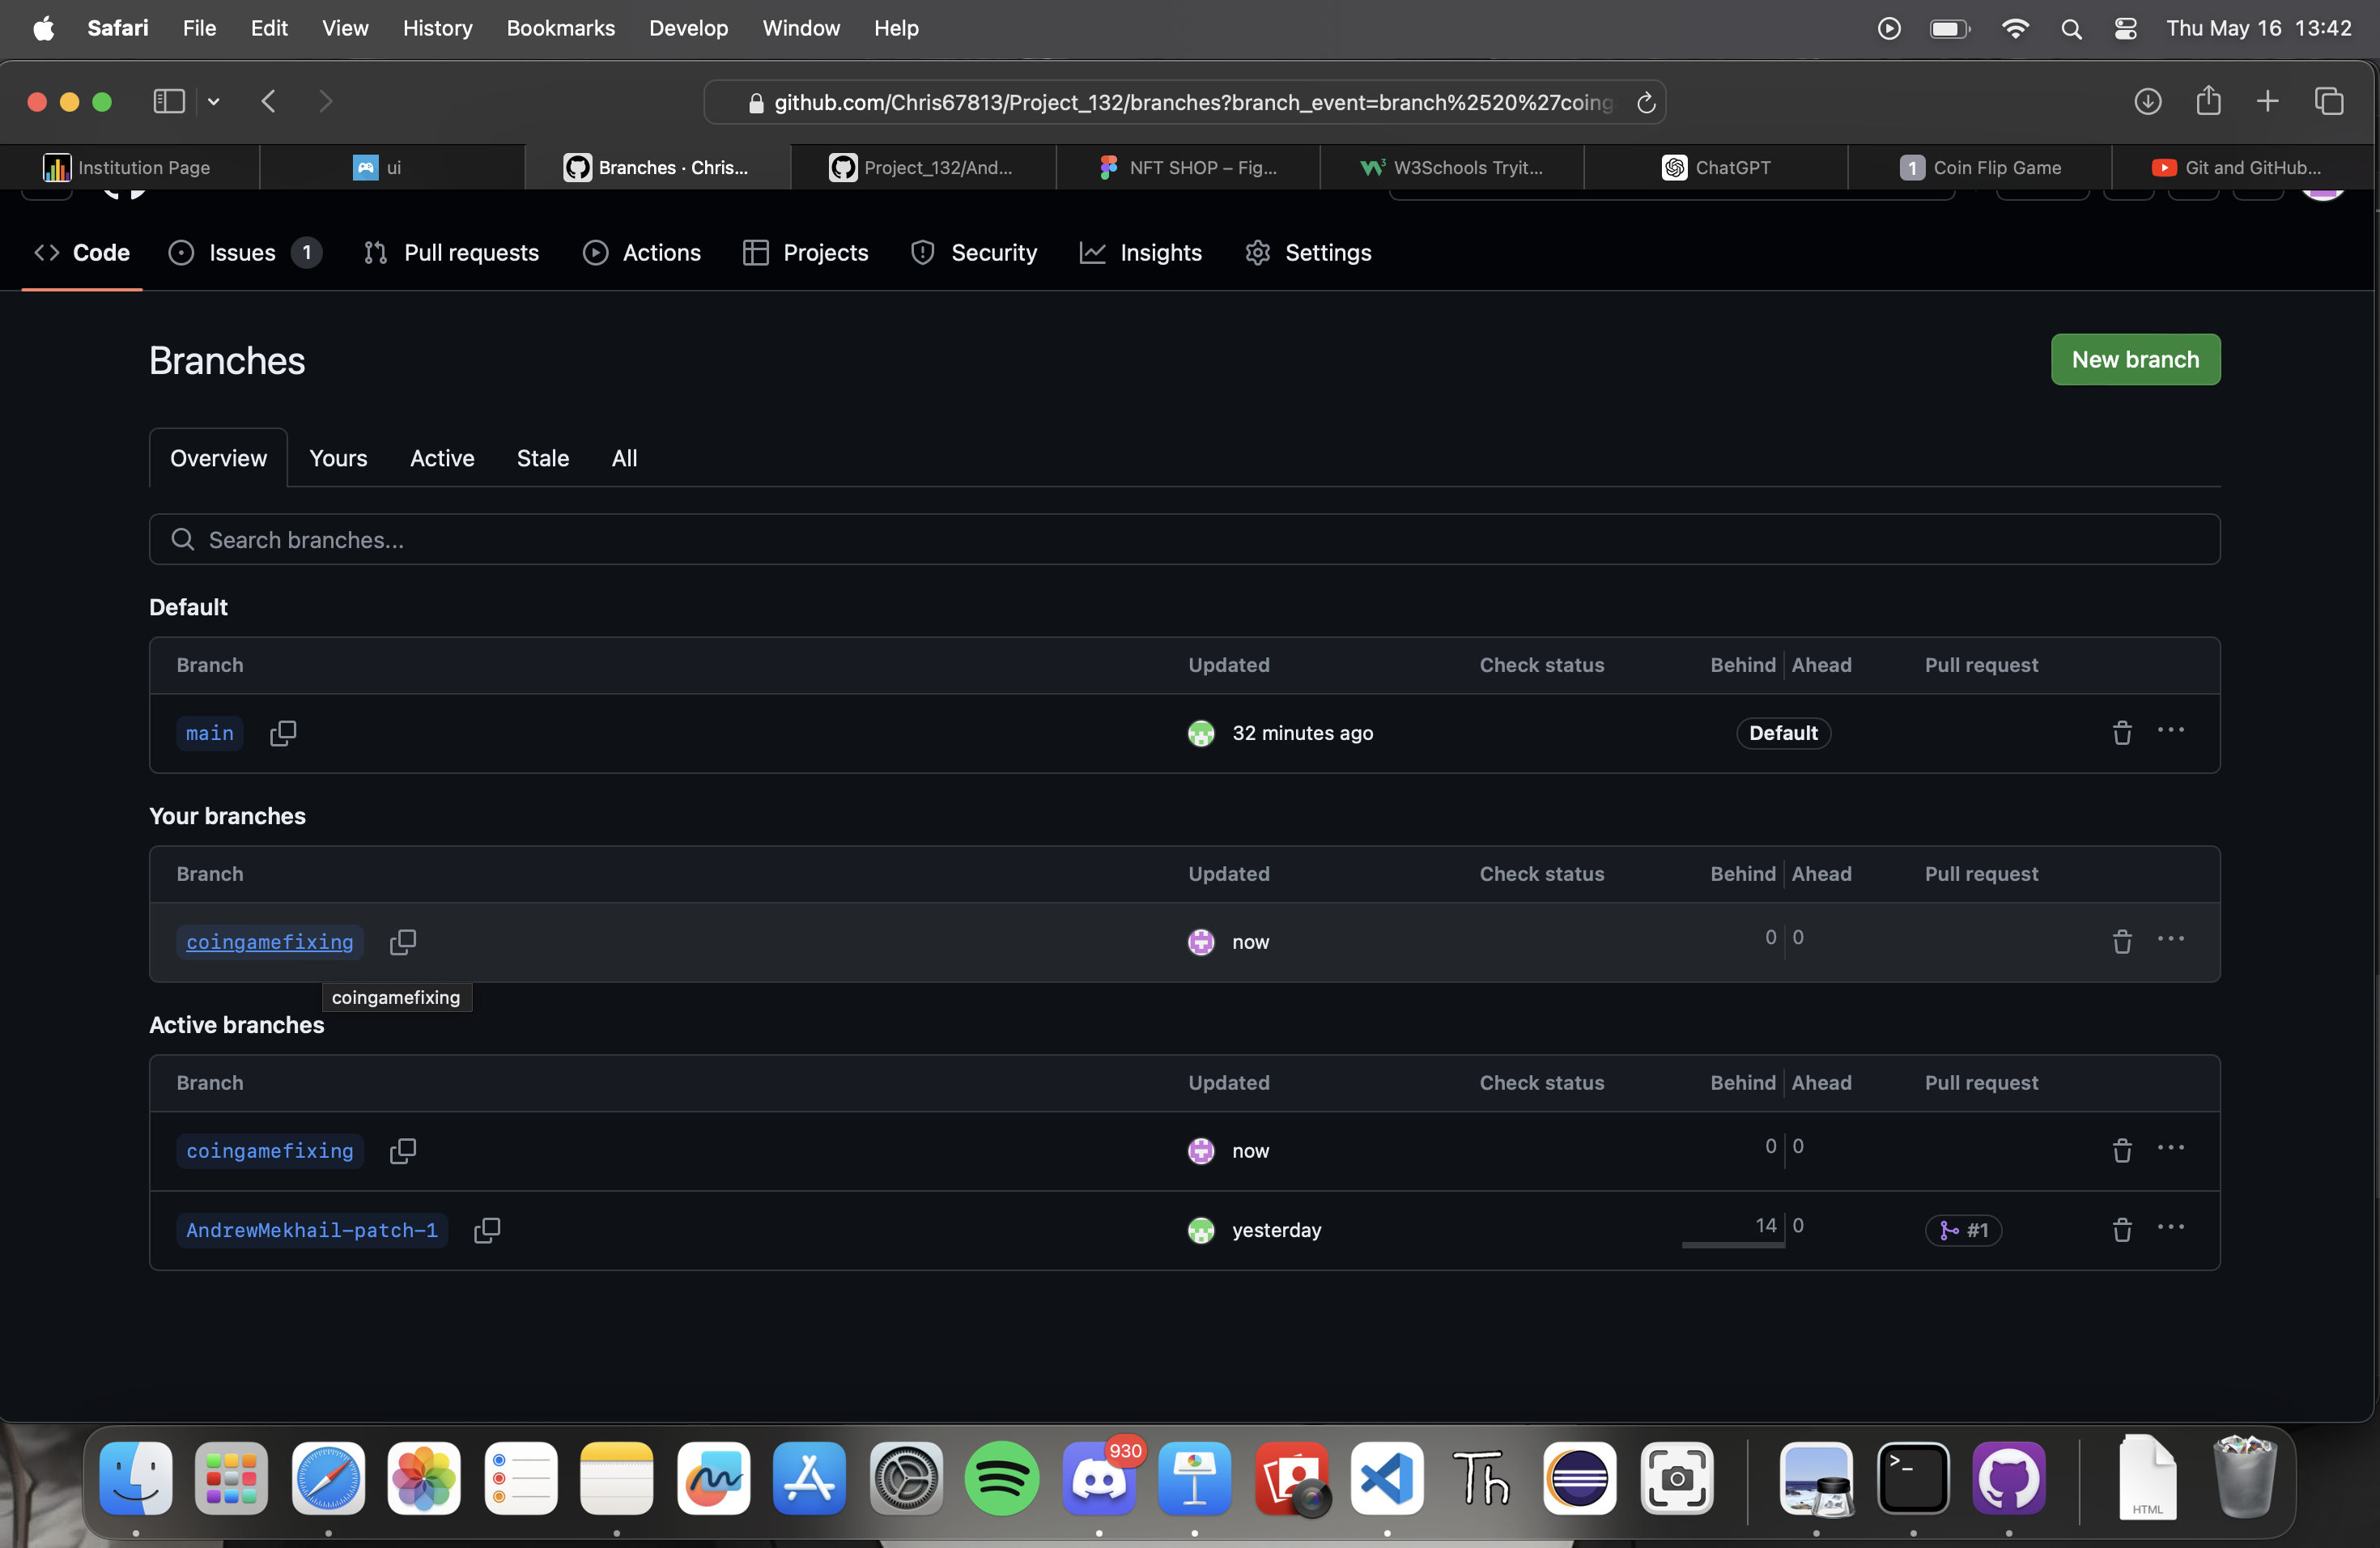 Safari File Edit View History Bookmarks Develop Window Help Thu May 16 13:42
github.com/Chris67813/Project_132/branches?branch_event=branch%2520%27coing
Institution Page ui Branches · Chris... Project_132/And... NFT SHOP – Fig... W3Schools Tryit... ChatGPT 1 Coin Flip Game Git and GitHub...
Code Issues 1 Pull requests Actions Projects Security Insights Settings
Branches New branch
Overview Yours Active Stale All
Search branches...
Default
Branch Updated Check status Behind Ahead Pull request
main 32 minutes ago Default
Your branches
Branch Updated Check status Behind Ahead Pull request
coingamefixing now 0 0
coingamefixing
Active branches
Branch Updated Check status Behind Ahead Pull request
coingamefixing now 0 0
AndrewMekhail-patch-1 yesterday 14 0 #1
930
Th
>_
HTML